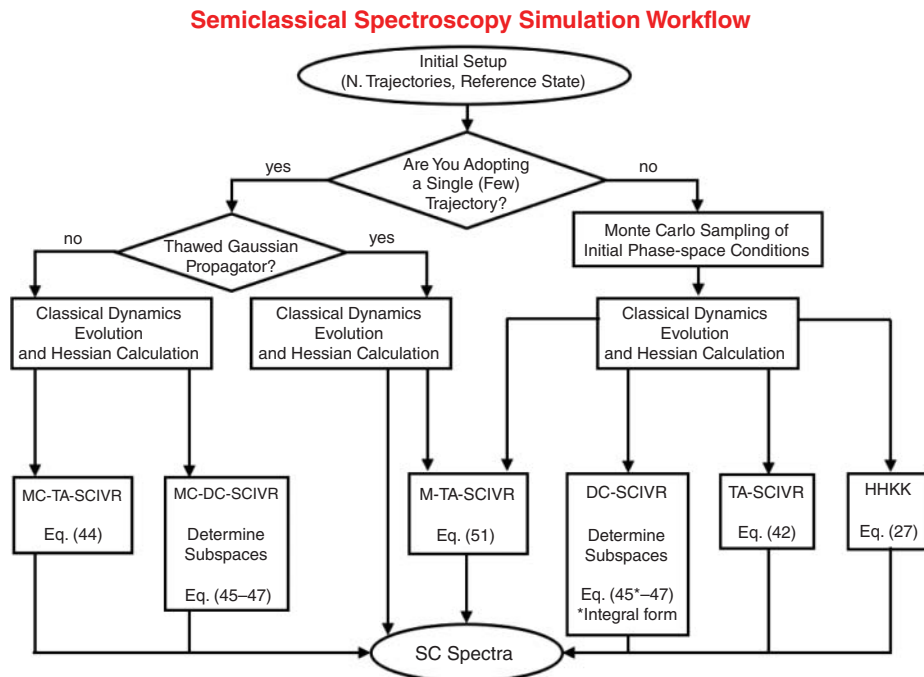 Semiclassical Spectroscopy Simulation Workflow
Initial Setup
(N. Trajectories, Reference State)
yes
Are You Adopting
a Single (Few)
Trajectory?
no
no
Thawed Gaussian
Propagator?
yes
Monte Carlo Sampling of
Initial Phase-space Conditions
Classical Dynamics
Evolution
and Hessian Calculation
Classical Dynamics
Evolution
and Hessian Calculation
Classical Dynamics
Evolution
and Hessian Calculation
MC-TA-SCIVR
Eq. (44)
MC-DC-SCIVR
Determine
Subspaces
Eq. (45–47)
M-TA-SCIVR
Eq. (51)
DC-SCIVR
Determine
Subspaces
Eq. (45*–47)
*Integral form
TA-SCIVR
Eq. (42)
HHKK
Eq. (27)
SC Spectra